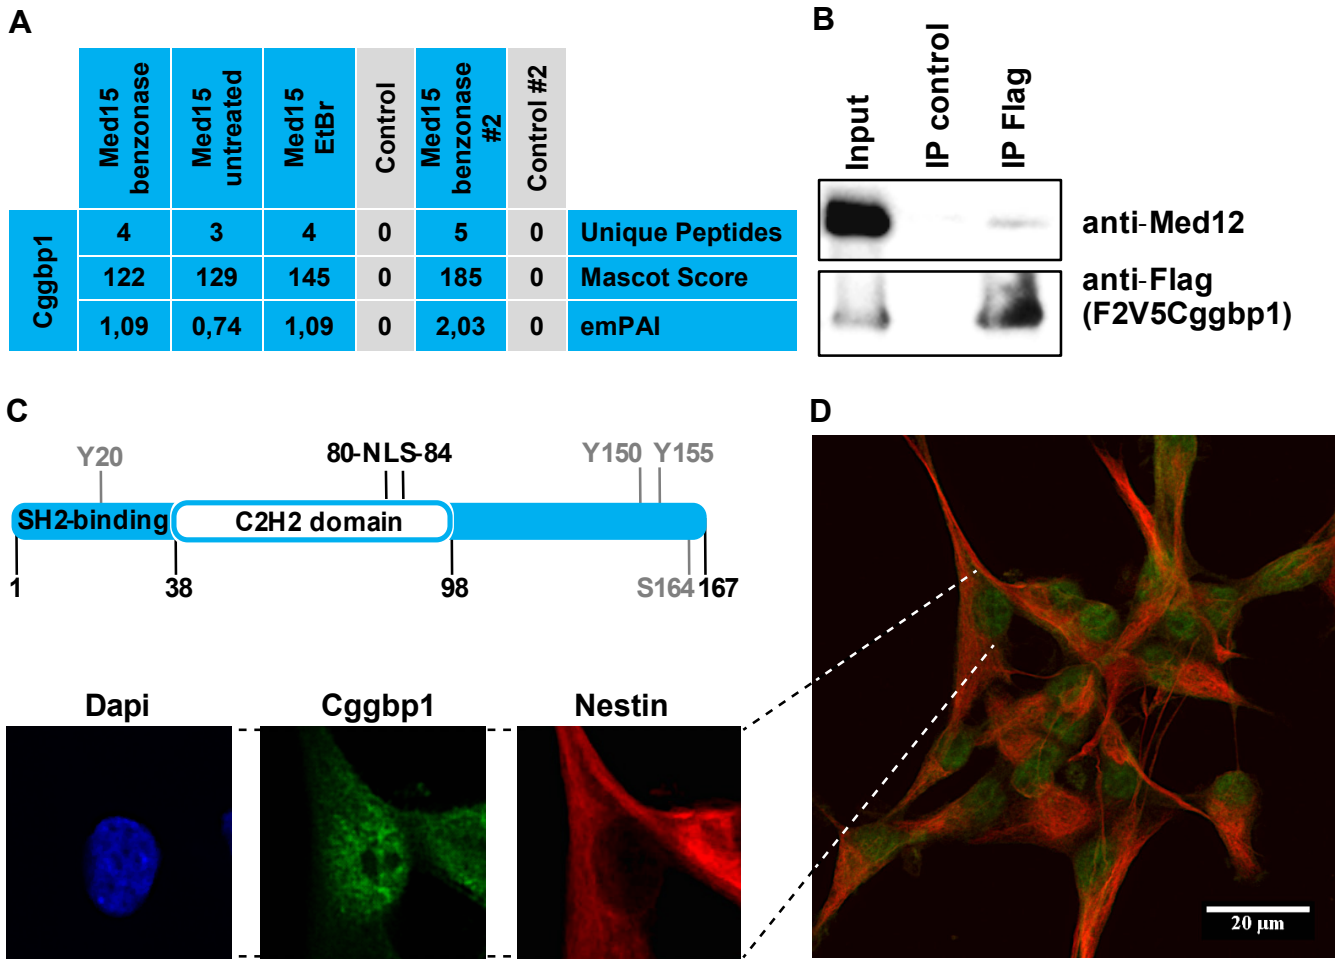 A
Med15 benzonase
Med15 untreated
Med15 EtBr
Control
Med15 benzonase #2
Control #2
Cggbp1
4 3 4 0 5 0 Unique Peptides
122 129 145 0 185 0 Mascot Score
1,09 0,74 1,09 0 2,03 0 emPAI
B
Input
IP control
IP Flag
anti-Med12
anti-Flag
(F2V5Cggbp1)
C
Y20 80-NLS-84 Y150 Y155
SH2-binding C2H2 domain
1 38 98 S164 167
Dapi Cggbp1 Nestin
D
20 µm